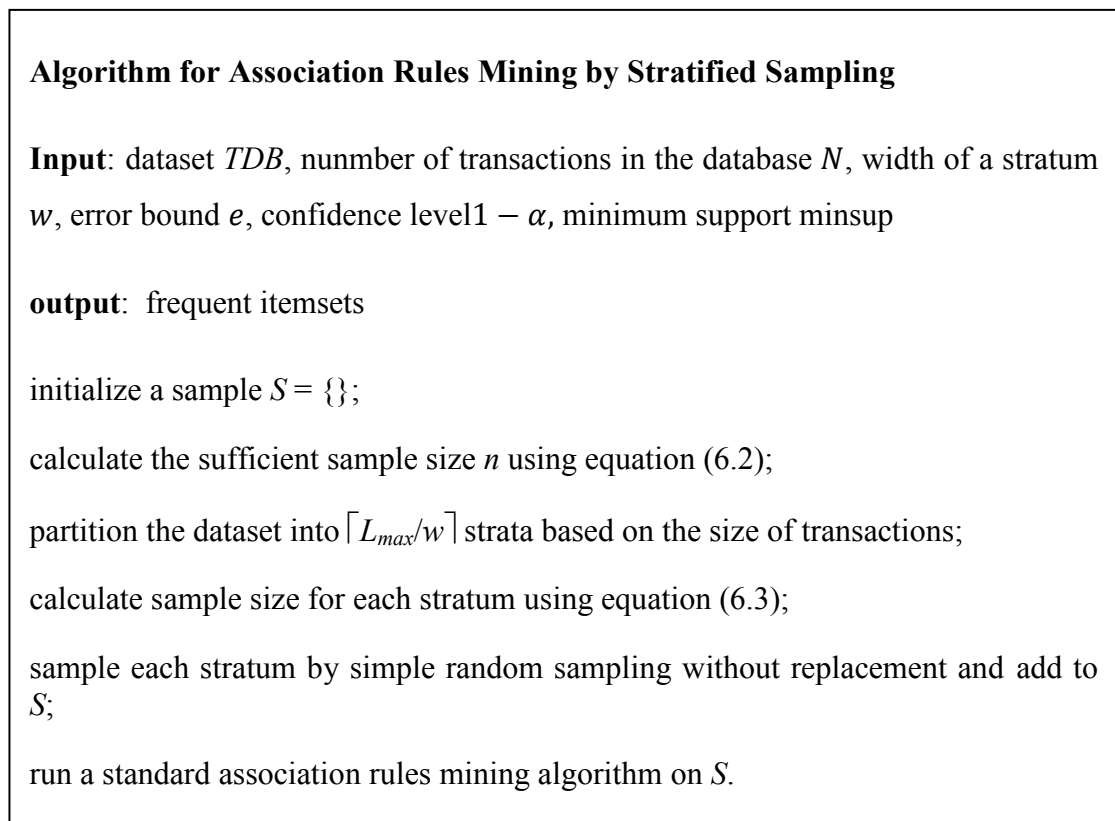 Algorithm for Association Rules Mining by Stratified Sampling
Input: dataset TDB, nunmber of transactions in the database N, width of a stratum
w, error bound e, confidence level1 − α, minimum support minsup
output: frequent itemsets
initialize a sample S = {};
calculate the sufficient sample size n using equation (6.2);
partition the dataset into ⌈Lmax/w⌉ strata based on the size of transactions;
calculate sample size for each stratum using equation (6.3);
sample each stratum by simple random sampling without replacement and add to
S;
run a standard association rules mining algorithm on S.